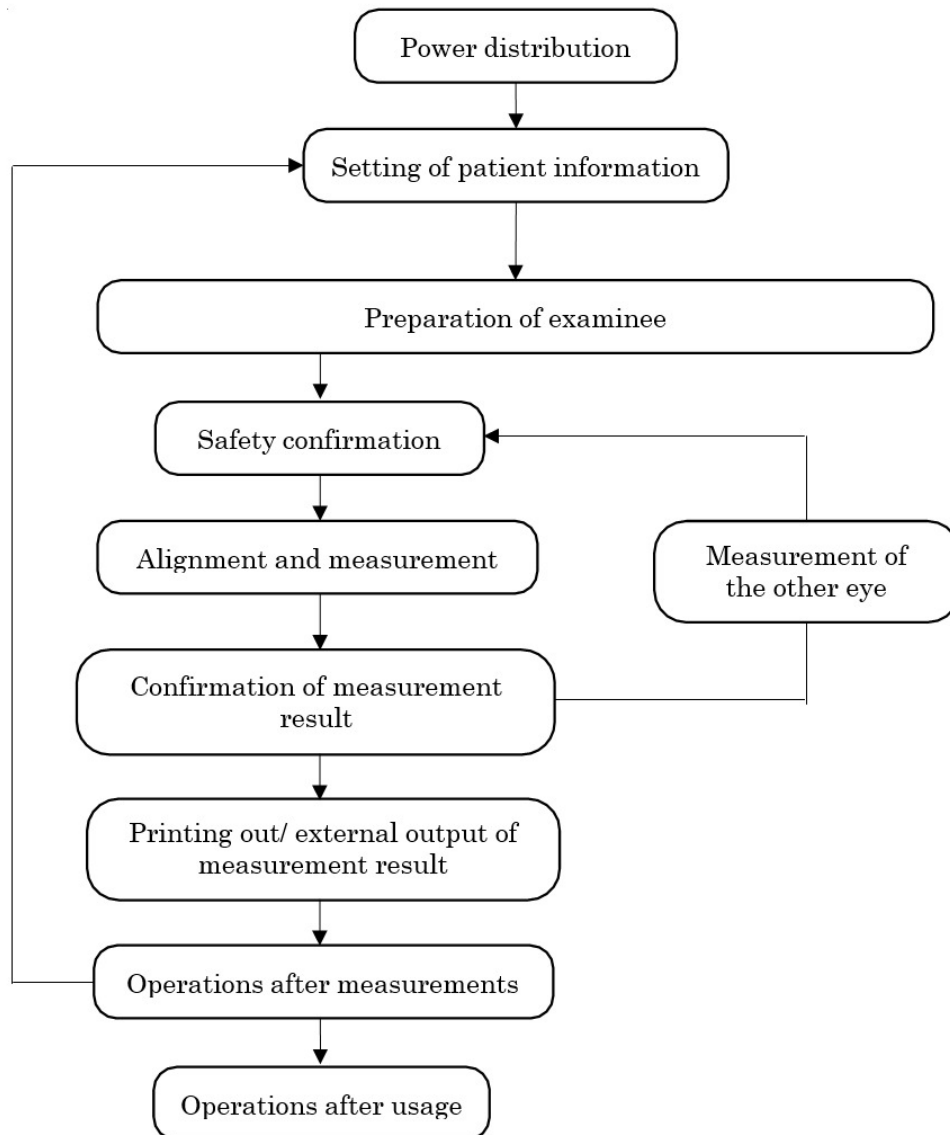 Power distribution
Setting of patient information
Preparation of examinee
Safety confirmation
Alignment and measurement
Measurement of
the other eye
Confirmation of measurement
result
Printing out/ external output of
measurement result
Operations after measurements
Operations after usage